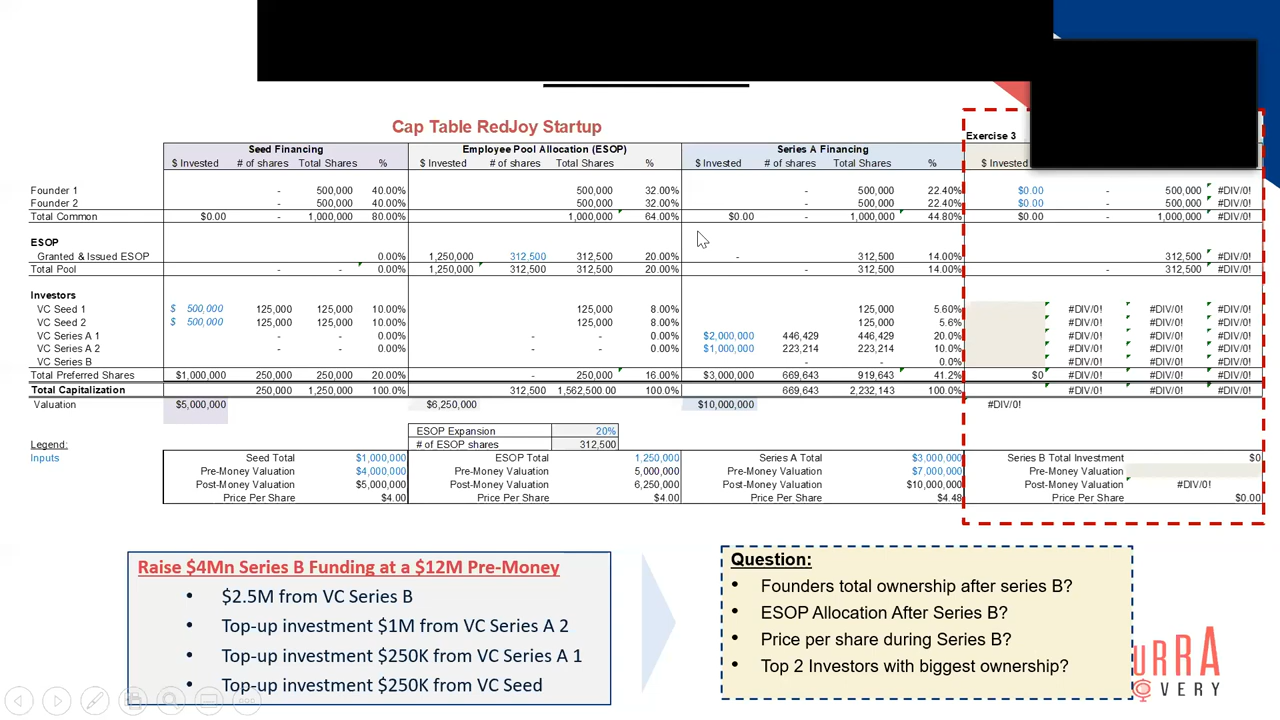 Cap Table RedJoy Startup
Exercise 3
Seed Financing Employee Pool Allocation (ESOP) Series A Financing
$ Invested # of shares Total Shares % $ Invested # of shares Total Shares % $ Invested # of shares Total Shares % $ Invested
Founder 1 - 500,000 40.00% 500,000 32.00% - 500,000 22.40% $0.00 - 500,000 #DIV/0!
Founder 2 - 500,000 40.00% 500,000 32.00% - 500,000 22.40% $0.00 - 500,000 #DIV/0!
Total Common $0.00 - 1,000,000 80.00% 1,000,000 64.00% $0.00 - 1,000,000 44.80% $0.00 - 1,000,000 #DIV/0!
ESOP
Granted & Issued ESOP 0.00% 1,250,000 312,500 312,500 20.00% - 312,500 14.00% 312,500 #DIV/0!
Total Pool - - 0.00% 1,250,000 312,500 312,500 20.00% - 312,500 14.00% - 312,500 #DIV/0!
Investors
VC Seed 1 $ 500,000 125,000 125,000 10.00% 125,000 8.00% 125,000 5.60% #DIV/0! #DIV/0! #DIV/0!
VC Seed 2 $ 500,000 125,000 125,000 10.00% 125,000 8.00% 125,000 5.6% #DIV/0! #DIV/0! #DIV/0!
VC Series A 1 - - 0.00% - - 0.00% $2,000,000 446,429 446,429 20.0% #DIV/0! #DIV/0! #DIV/0!
VC Series A 2 - - 0.00% - - 0.00% $1,000,000 223,214 223,214 10.0% #DIV/0! #DIV/0! #DIV/0!
VC Series B - - 0.0% #DIV/0! #DIV/0! #DIV/0!
Total Preferred Shares $1,000,000 250,000 250,000 20.00% - 250,000 16.00% $3,000,000 669,643 919,643 41.2% $0 #DIV/0! #DIV/0! #DIV/0!
Total Capitalization 250,000 1,250,000 100.0% 312,500 1,562,500.00 100.0% 669,643 2,232,143 100.0% #DIV/0! #DIV/0! #DIV/0!
Valuation $5,000,000 $6,250,000 $10,000,000 #DIV/0!
ESOP Expansion 20%
Legend: # of ESOP shares 312,500
Inputs Seed Total $1,000,000 ESOP Total 1,250,000 Series A Total $3,000,000 Series B Total Investment $0
Pre-Money Valuation $4,000,000 Pre-Money Valuation 5,000,000 Pre-Money Valuation $7,000,000 Pre-Money Valuation
Post-Money Valuation $5,000,000 Post-Money Valuation 6,250,000 Post-Money Valuation $10,000,000 Post-Money Valuation #DIV/0!
Price Per Share $4.00 Price Per Share $4.00 Price Per Share $4.48 Price Per Share $0.00
Raise $4Mn Series B Funding at a $12M Pre-Money
• $2.5M from VC Series B
• Top-up investment $1M from VC Series A 2
• Top-up investment $250K from VC Series A 1
• Top-up investment $250K from VC Seed
Question:
• Founders total ownership after series B?
• ESOP Allocation After Series B?
• Price per share during Series B?
• Top 2 Investors with biggest ownership?
URRA
VERY